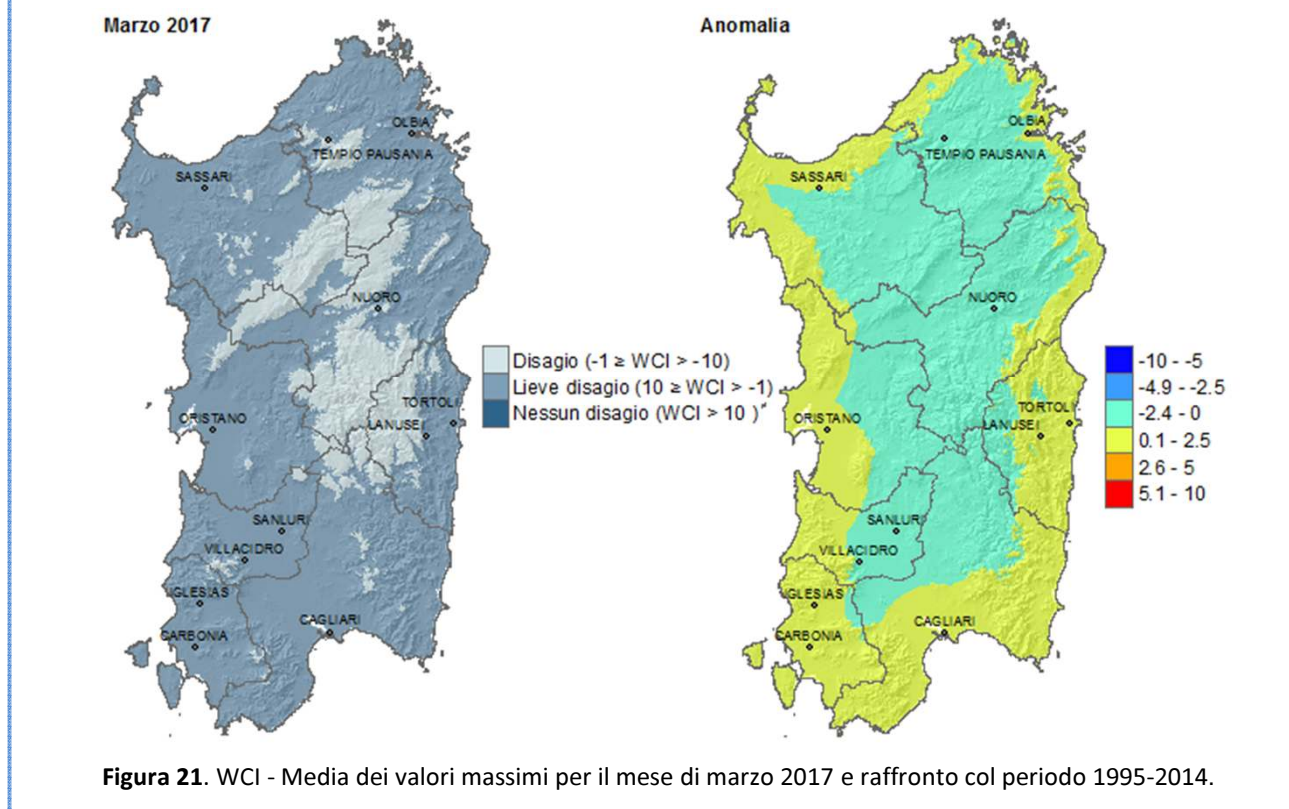 Marzo 2017
OLBIA
TEMPIO PAUSANIA
SASSARI
NUORO
TORTOLI
ORISTANO
LANUSEI
SANLURI
VILLACIDRO
IGLESIAS
CAGLIARI
CARBONIA
Disagio (-1 ≥ WCI > -10)
Lieve disagio (10 ≥ WCI > -1)
Nessun disagio (WCI > 10 )
Anomalia
OLBIA
TEMPIO PAUSANIA
SASSARI
NUORO
TORTOLI
ORISTANO
LANUSEI
SANLURI
VILLACIDRO
IGLESIAS
CAGLIARI
CARBONIA
-10 - -5
-4.9 - -2.5
-2.4 - 0
0.1 - 2.5
2.6 - 5
5.1 - 10
Figura 21. WCI - Media dei valori massimi per il mese di marzo 2017 e raffronto col periodo 1995-2014.